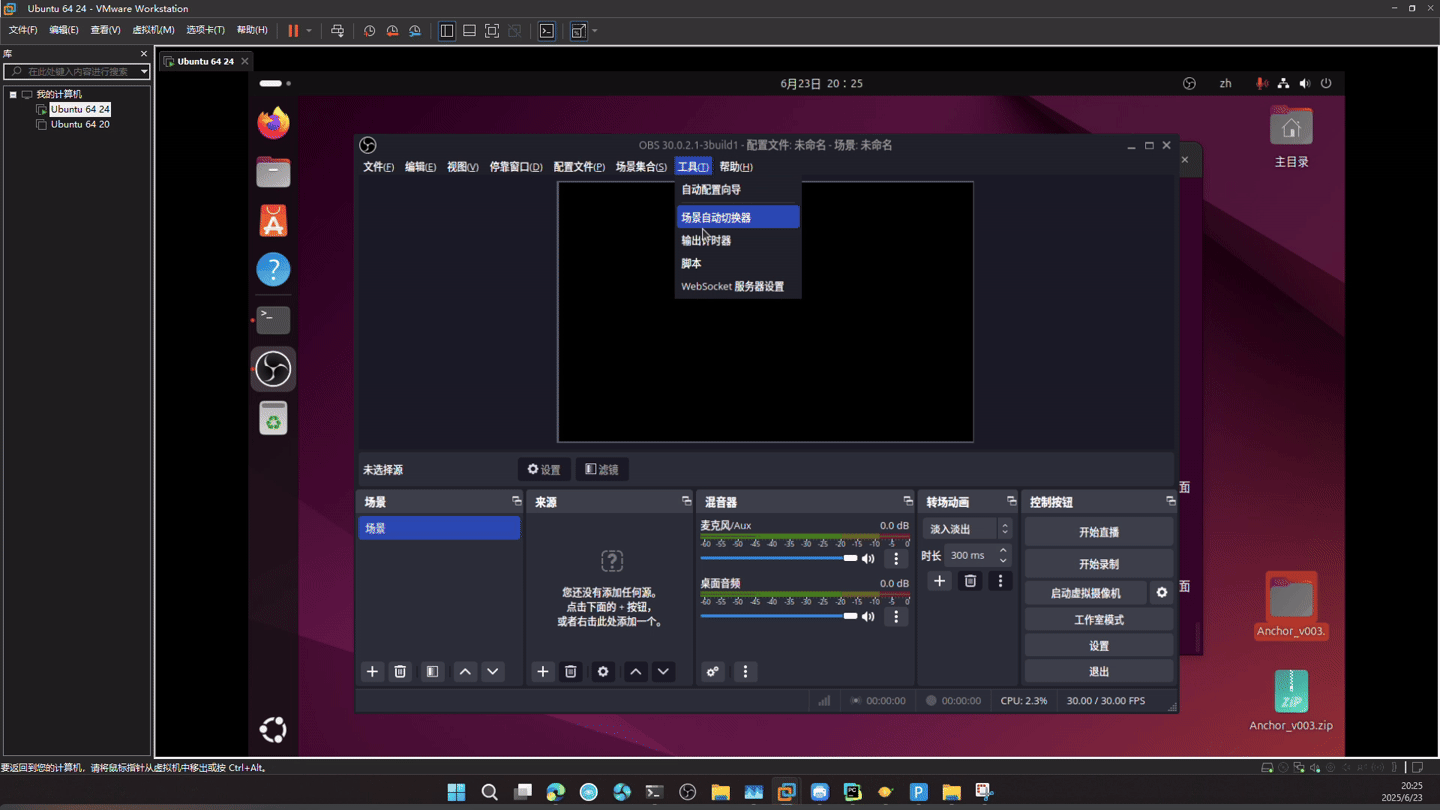 Ubuntu 64 24 - VMware Workstation
文件(F) 编辑(E) 查看(V) 虚拟机(M) 选项卡(T) 帮助(H)
库
在此处键入内容进行搜索
我的计算机
Ubuntu 64 24
Ubuntu 64 20
Ubuntu 64 24
6月23日 20：25
zh
主目录
OBS 30.0.2.1-3build1 - 配置文件: 未命名 - 场景: 未命名
文件(F) 编辑(E) 视图(V) 停靠窗口(D) 配置文件(P) 场景集合(S) 工具(T) 帮助(H)
自动配置向导
场景自动切换器
输出计时器
脚本
WebSocket 服务器设置
未选择源
设置
滤镜
面
面
场景
场景
来源
您还没有添加任何源。
点击下面的 + 按钮，
或者右击此处添加一个。
混音器
麦克风/Aux 0.0 dB
-60 -55 -50 -45 -40 -35 -30 -25 -20 -15 -10 -5 0
桌面音频 0.0 dB
-60 -55 -50 -45 -40 -35 -30 -25 -20 -15 -10 -5 0
转场动画
淡入淡出
时长 300 ms
控制按钮
开始直播
开始录制
启动虚拟摄像机
工作室模式
设置
退出
00:00:00
00:00:00
CPU: 2.3%
30.00 / 30.00 FPS
Anchor_v003.
ZIP
Anchor_v003.zip
要返回到您的计算机，请将鼠标指针从虚拟机中移出或按 Ctrl+Alt。
PC
P
20:25
2025/6/23